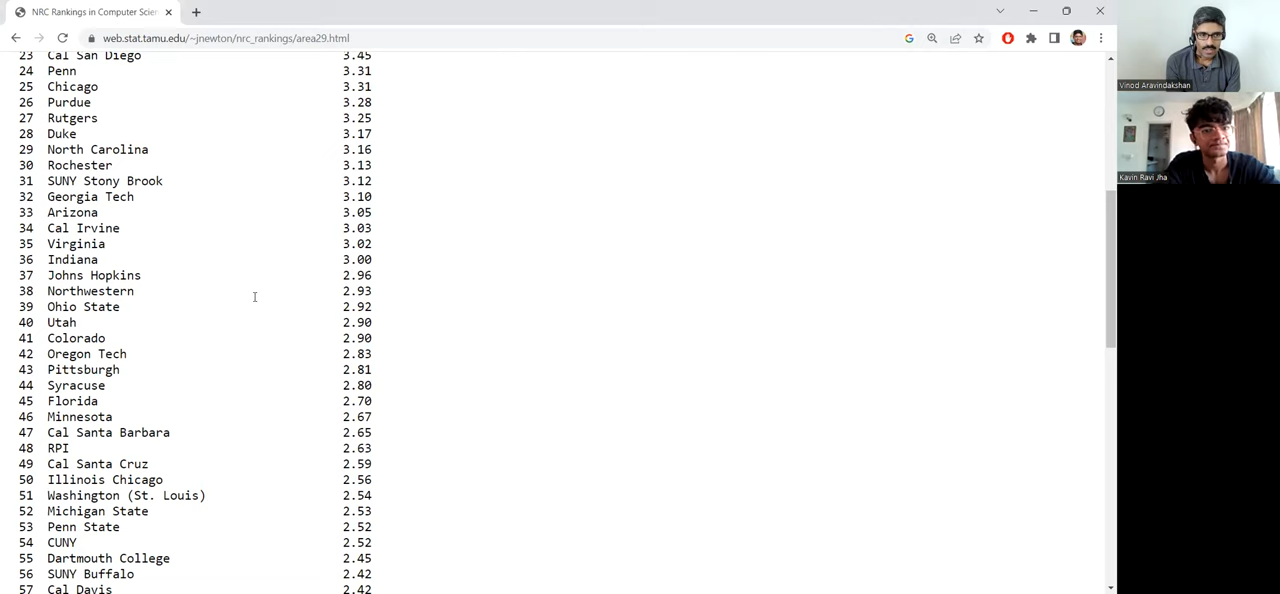 NRC Rankings in Computer Scien
web.stat.tamu.edu/~jnewton/nrc_rankings/area29.html
23 Cal San Diego 3.45
24 Penn 3.31
25 Chicago 3.31
26 Purdue 3.28
27 Rutgers 3.25
28 Duke 3.17
29 North Carolina 3.16
30 Rochester 3.13
31 SUNY Stony Brook 3.12
32 Georgia Tech 3.10
33 Arizona 3.05
34 Cal Irvine 3.03
35 Virginia 3.02
36 Indiana 3.00
37 Johns Hopkins 2.96
38 Northwestern 2.93
39 Ohio State 2.92
40 Utah 2.90
41 Colorado 2.90
42 Oregon Tech 2.83
43 Pittsburgh 2.81
44 Syracuse 2.80
45 Florida 2.70
46 Minnesota 2.67
47 Cal Santa Barbara 2.65
48 RPI 2.63
49 Cal Santa Cruz 2.59
50 Illinois Chicago 2.56
51 Washington (St. Louis) 2.54
52 Michigan State 2.53
53 Penn State 2.52
54 CUNY 2.52
55 Dartmouth College 2.45
56 SUNY Buffalo 2.42
57 Cal Davis 2.42
Vinod Aravindakshan
Kavin Ravi Jha